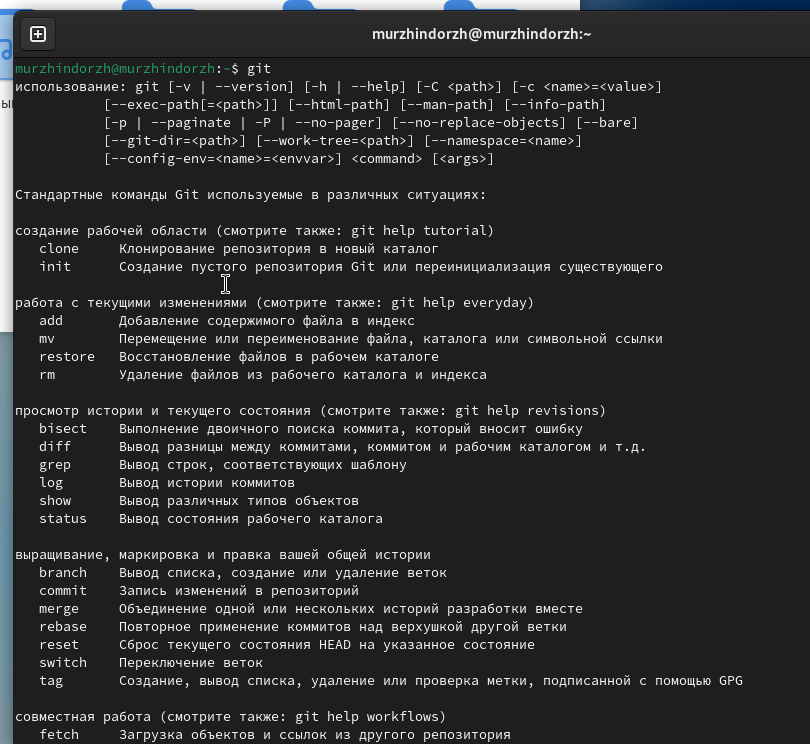 murzhindorzh@murzhindorzh:~
murzhindorzh@murzhindorzh:~$ git
использование: git [-v | --version] [-h | --help] [-C <path>] [-c <name>=<value>]
[--exec-path[=<path>]] [--html-path] [--man-path] [--info-path]
[-p | --paginate | -P | --no-pager] [--no-replace-objects] [--bare]
[--git-dir=<path>] [--work-tree=<path>] [--namespace=<name>]
[--config-env=<name>=<envvar>] <command> [<args>]
Стандартные команды Git используемые в различных ситуациях:
создание рабочей области (смотрите также: git help tutorial)
clone Клонирование репозитория в новый каталог
init Создание пустого репозитория Git или переинициализация существующего
работа с текущими изменениями (смотрите также: git help everyday)
add Добавление содержимого файла в индекс
mv Перемещение или переименование файла, каталога или символьной ссылки
restore Восстановление файлов в рабочем каталоге
rm Удаление файлов из рабочего каталога и индекса
просмотр истории и текущего состояния (смотрите также: git help revisions)
bisect Выполнение двоичного поиска коммита, который вносит ошибку
diff Вывод разницы между коммитами, коммитом и рабочим каталогом и т.д.
grep Вывод строк, соответствующих шаблону
log Вывод истории коммитов
show Вывод различных типов объектов
status Вывод состояния рабочего каталога
выращивание, маркировка и правка вашей общей истории
branch Вывод списка, создание или удаление веток
commit Запись изменений в репозиторий
merge Объединение одной или нескольких историй разработки вместе
rebase Повторное применение коммитов над верхушкой другой ветки
reset Сброс текущего состояния HEAD на указанное состояние
switch Переключение веток
tag Создание, вывод списка, удаление или проверка метки, подписанной с помощью GPG
совместная работа (смотрите также: git help workflows)
fetch Загрузка объектов и ссылок из другого репозитория